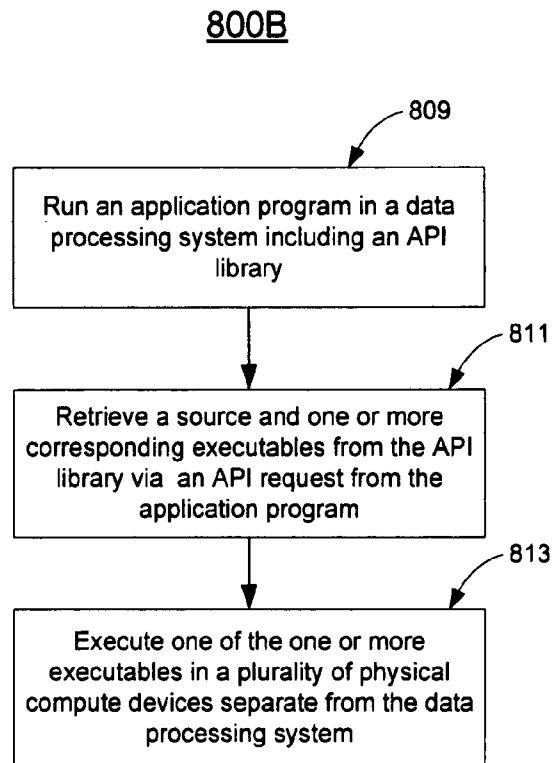 800B
809
Run an application program in a data
processing system including an API
library
811
Retrieve a source and one or more
corresponding executables from the API
library via an API request from the
application program
813
Execute one of the one or more
executables in a plurality of physical
compute devices separate from the data
processing system